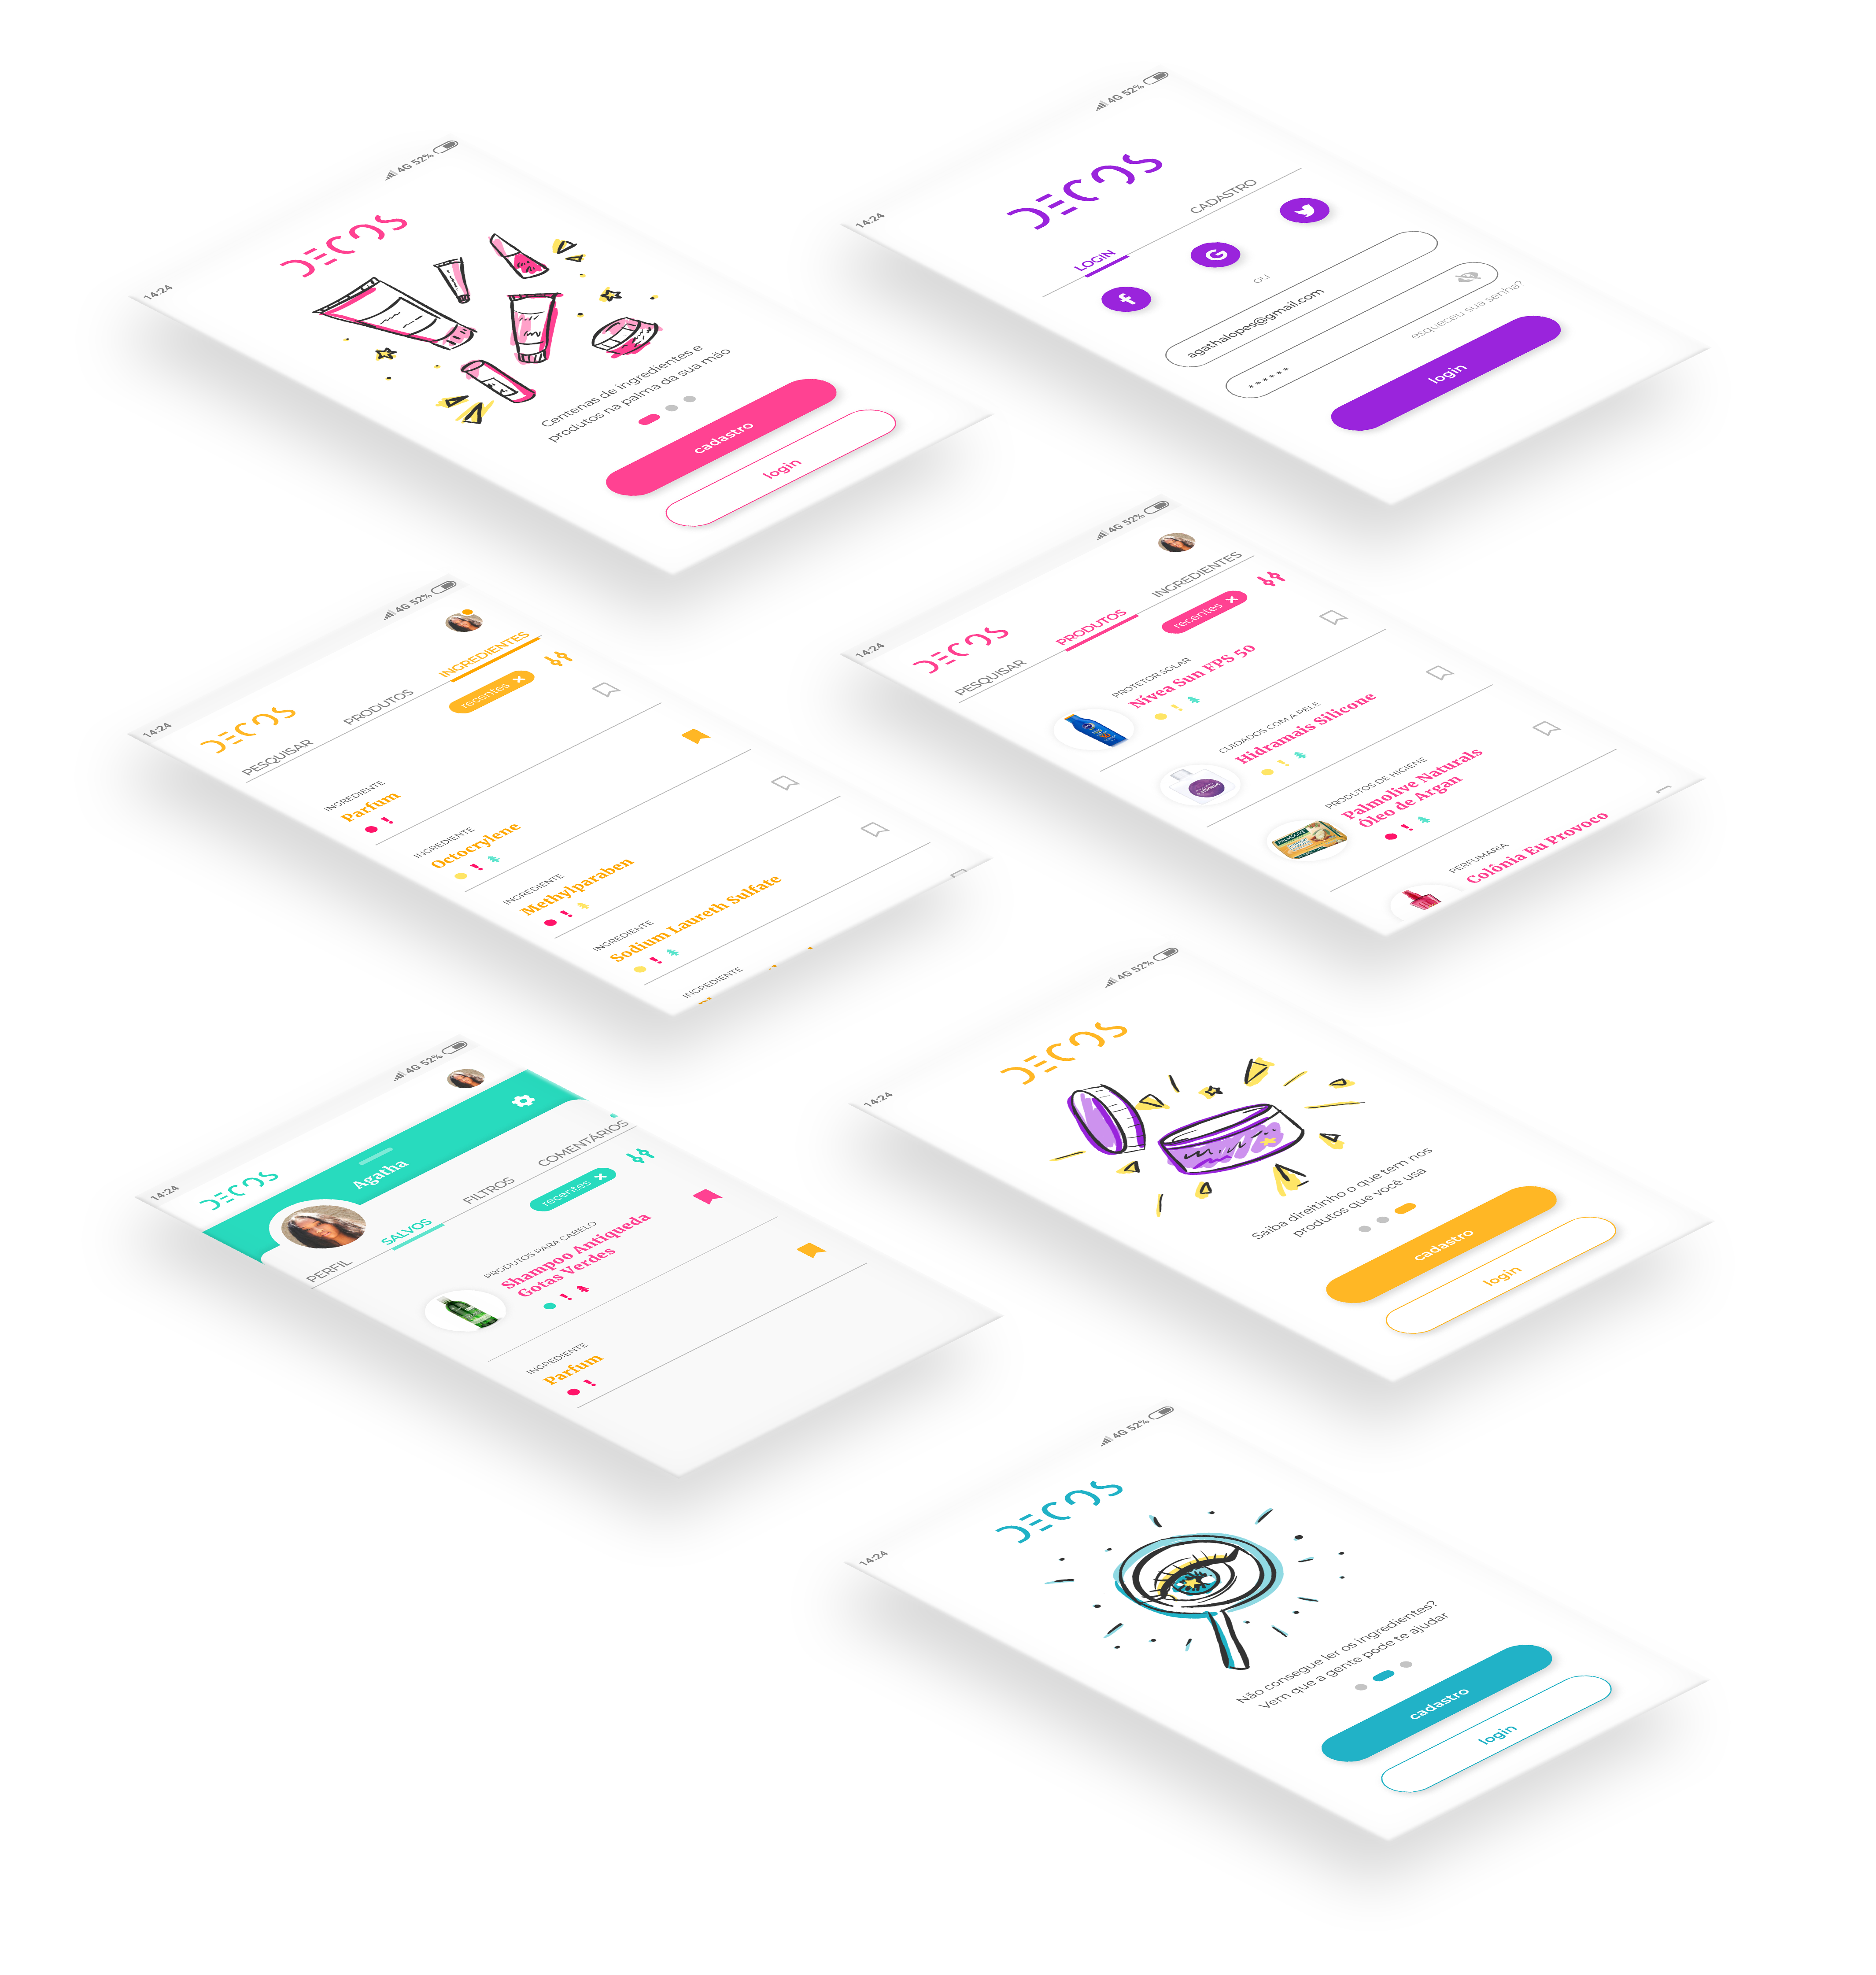 14:24
4G 52%
DECOS
Centenas de ingredientes e
produtos na palma da sua mão
cadastro
login
14:24
4G 52%
DECOS
LOGIN
CADASTRO
ou
agathalopes@gmail.com
******
esqueceu sua senha?
login
14:24
4G 52%
DECOS
PESQUISAR
PRODUTOS
INGREDIENTES
recentes
INGREDIENTE
Parfum
INGREDIENTE
Octocrylene
INGREDIENTE
Methylparaben
INGREDIENTE
Sodium Laureth Sulfate
INGREDIENTE
14:24
4G 52%
DECOS
PESQUISAR
PRODUTOS
INGREDIENTES
recentes
PROTETOR SOLAR
Nivea Sun FPS 50
CUIDADOS COM A PELE
Hidramais Silicone
PRODUTOS DE HIGIENE
Palmolive Naturals
Óleo de Argan
PERFUMARIA
Colônia Eu Provoco
14:24
4G 52%
DECOS
Agatha
PERFIL
SALVOS
FILTROS
COMENTÁRIOS
recentes
PRODUTOS PARA CABELO
Shampoo Antiqueda
Gotas Verdes
INGREDIENTE
Parfum
14:24
4G 52%
DECOS
Saiba direitinho o que tem nos
produtos que você usa
cadastro
login
14:24
4G 52%
DECOS
Não consegue ler os ingredientes?
Vem que a gente pode te ajudar
cadastro
login